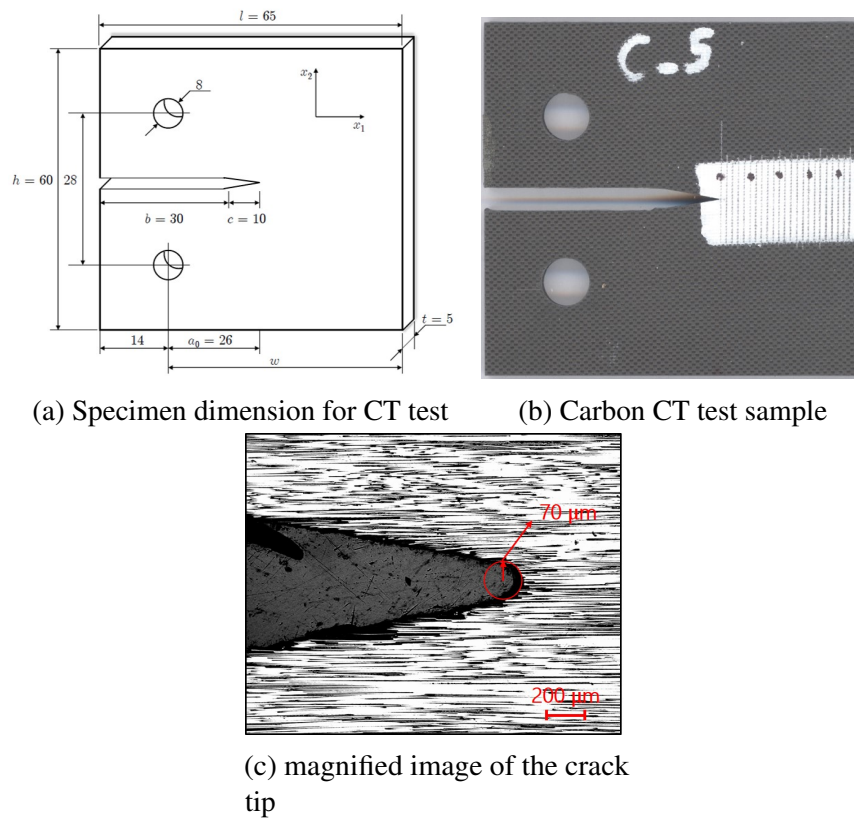 l = 65
x₂
8
x₁
h = 60
28
b = 30
c = 10
t = 5
14
a₀ = 26
w
C-5
(a) Specimen dimension for CT test
(b) Carbon CT test sample
70 μm
200 μm
(c) magnified image of the crack
tip